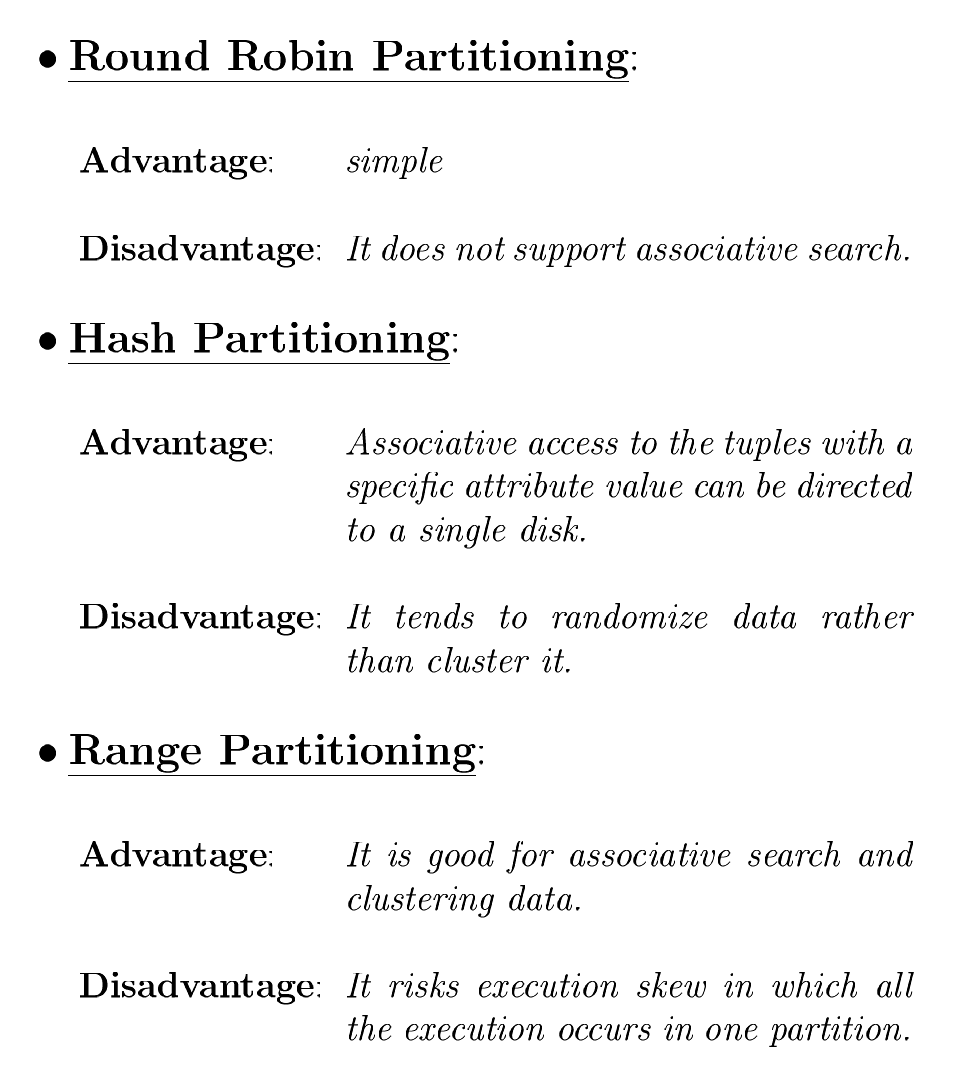 • Round Robin Partitioning:
Advantage: simple
Disadvantage: It does not support associative search.
• Hash Partitioning:
Advantage: Associative access to the tuples with a
specific attribute value can be directed
to a single disk.
Disadvantage: It tends to randomize data rather
than cluster it.
• Range Partitioning:
Advantage: It is good for associative search and
clustering data.
Disadvantage: It risks execution skew in which all
the execution occurs in one partition.